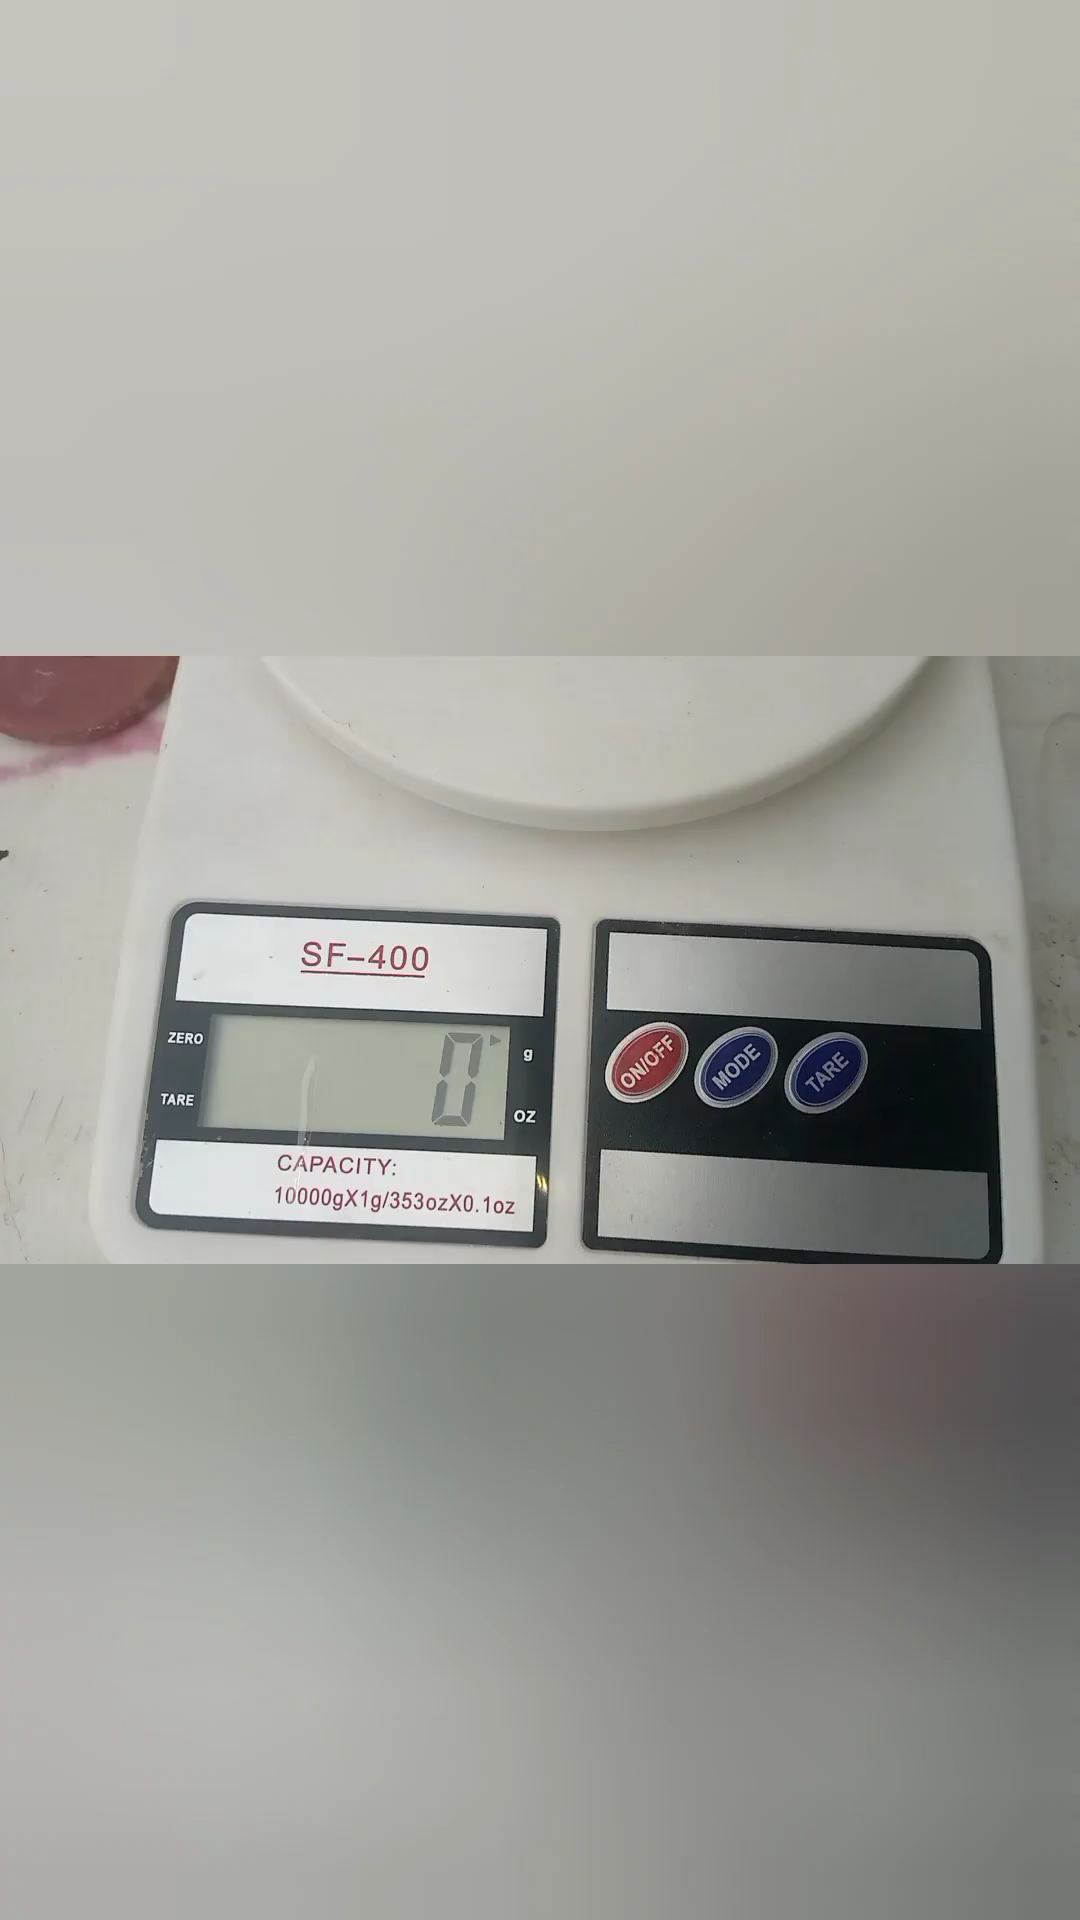 SF-400
ZERO
TARE
0
g
OZ
CAPACITY:
10000gX1g/353ozX0.1oz
ON/OFF
MODE
TARE